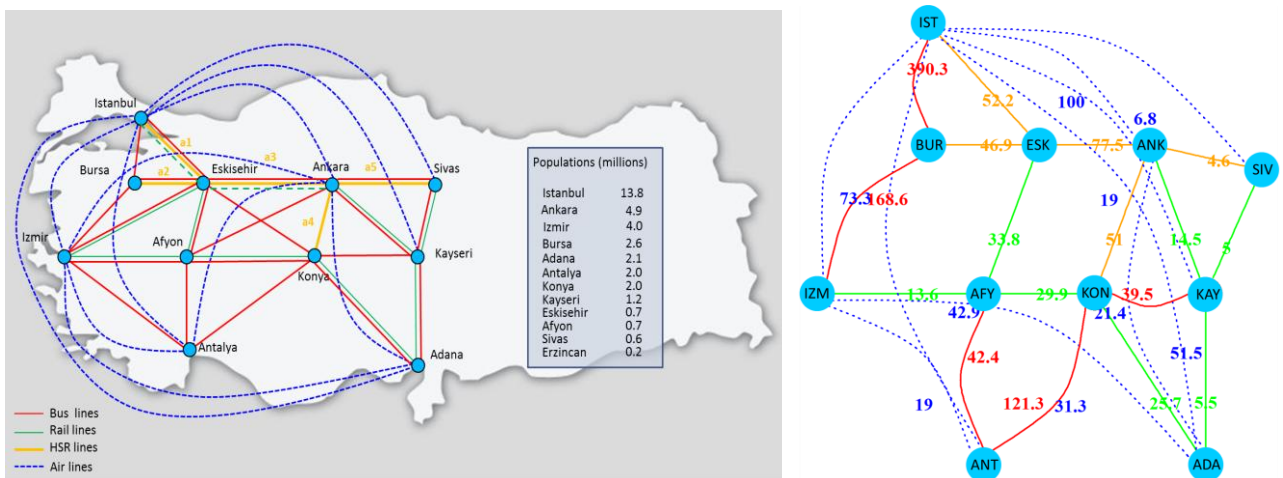 Istanbul
a1
Bursa
a2
Eskisehir
a3
Ankara
a5
Sivas
a4
Izmir
Afyon
Konya
Kayseri
Antalya
Adana
Bus lines
Rail lines
HSR lines
Air lines
Populations (millions)
Istanbul 13.8
Ankara 4.9
Izmir 4.0
Bursa 2.6
Adana 2.1
Antalya 2.0
Konya 2.0
Kayseri 1.2
Eskisehir 0.7
Afyon 0.7
Sivas 0.6
Erzincan 0.2
IST
390.3
52.2
100
6.8
BUR
46.9
ESK
77.5
ANK
4.6
SIV
73.3
168.6
19
33.8
51
14.5
5
IZM
13.6
AFY
29.9
KON
39.5
KAY
42.9
21.4
42.4
51.5
19
121.3
31.3
25.7
5.5
ANT
ADA